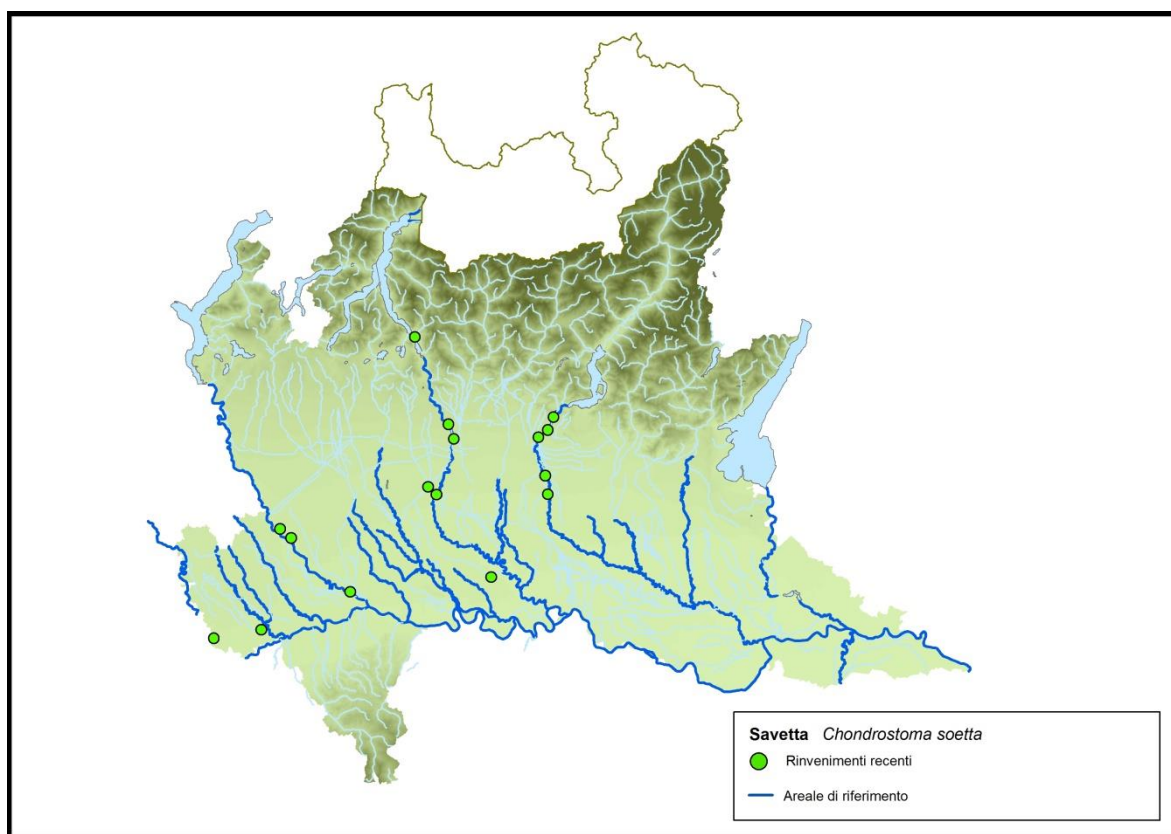 Savetta Chondrostoma soetta
Rinvenimenti recenti
Areale di riferimento